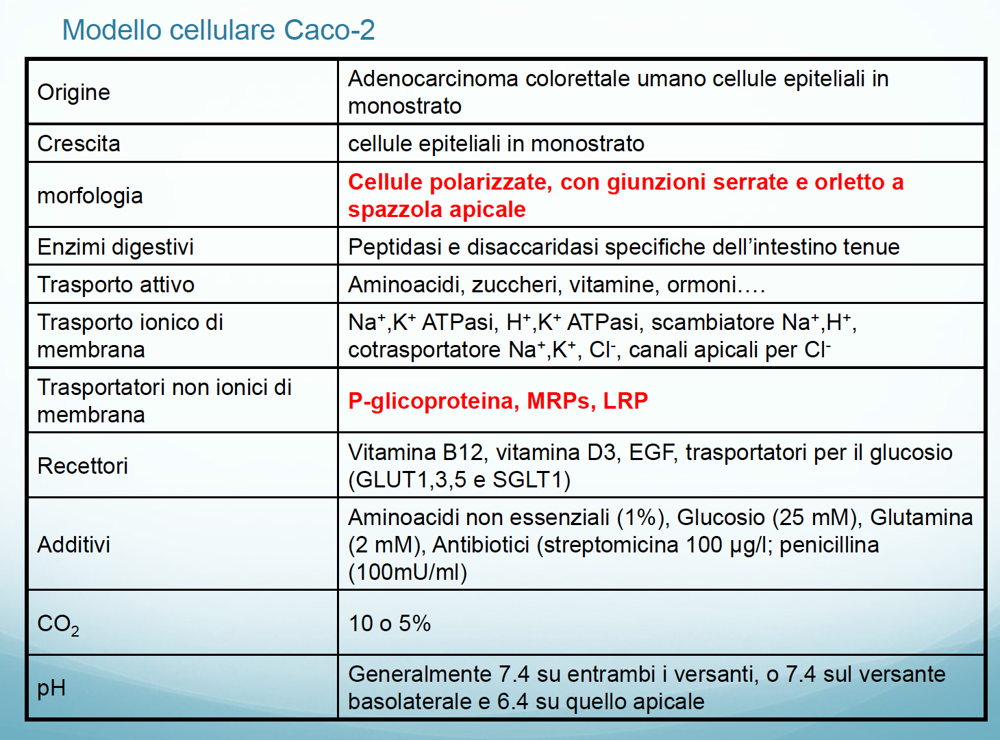 Modello cellulare Caco-2
Origine
Adenocarcinoma colorettale umano cellule epiteliali in
monostrato
Crescita
cellule epiteliali in monostrato
morfologia
Cellule polarizzate, con giunzioni serrate e orletto a
spazzola apicale
Enzimi digestivi
Peptidasi e disaccaridasi specifiche dell’intestino tenue
Trasporto attivo
Aminoacidi, zuccheri, vitamine, ormoni….
Trasporto ionico di
membrana
Na⁺,K⁺ ATPasi, H⁺,K⁺ ATPasi, scambiatore Na⁺,H⁺,
cotrasportatore Na⁺,K⁺, Cl⁻, canali apicali per Cl⁻
Trasportatori non ionici di
membrana
P-glicoproteina, MRPs, LRP
Recettori
Vitamina B12, vitamina D3, EGF, trasportatori per il glucosio
(GLUT1,3,5 e SGLT1)
Additivi
Aminoacidi non essenziali (1%), Glucosio (25 mM), Glutamina
(2 mM), Antibiotici (streptomicina 100 µg/l; penicillina
(100mU/ml)
CO₂
10 o 5%
pH
Generalmente 7.4 su entrambi i versanti, o 7.4 sul versante
basolaterale e 6.4 su quello apicale